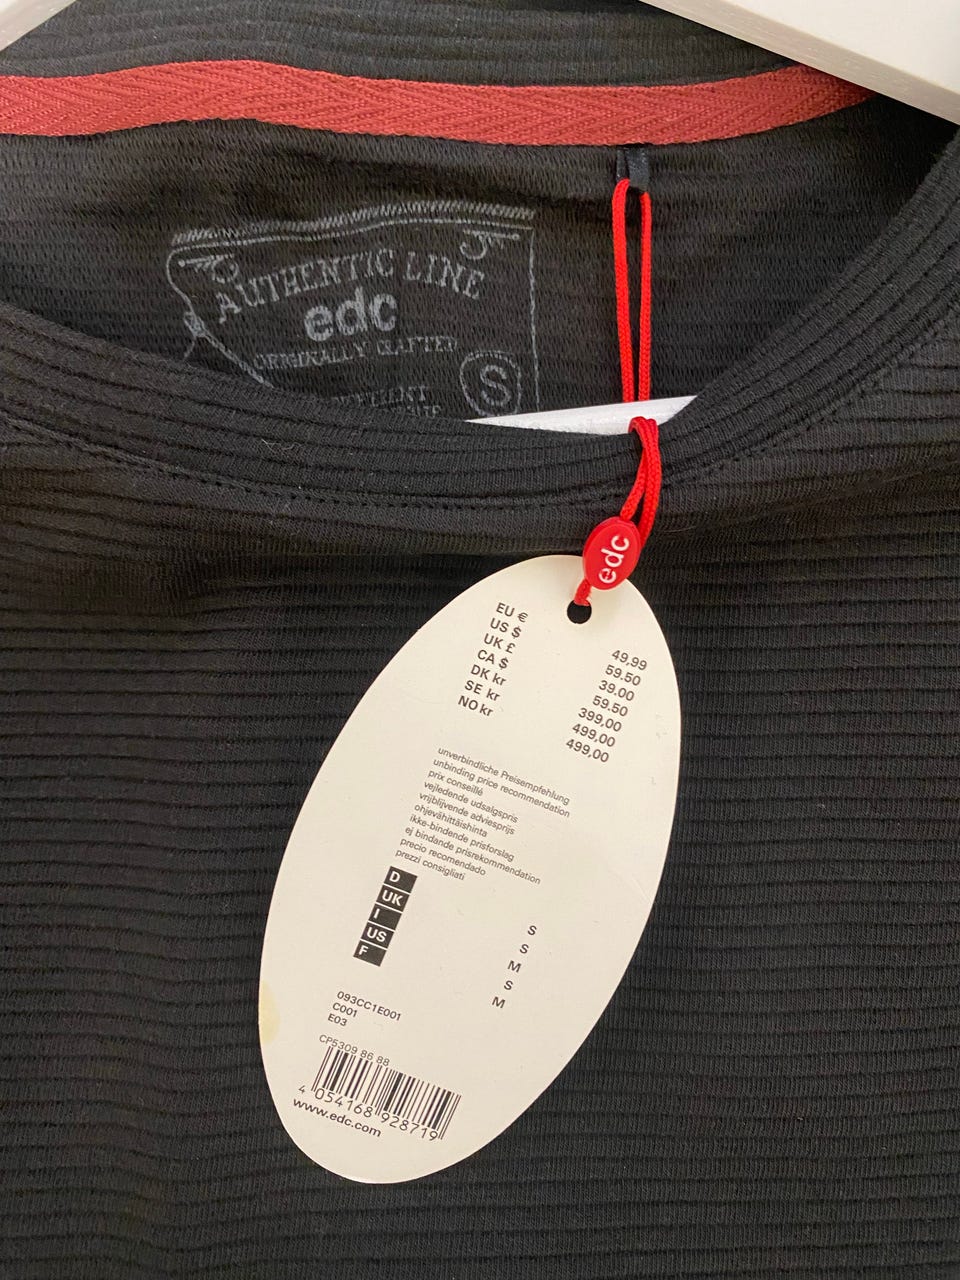 AUTHENTIC LINE
edc
ORIGINALLY CRAFTED
S
edc
EU € 49,99
US $ 59.50
UK £ 39.00
CA $ 59.50
DK kr 399,00
SE kr 499,00
NO kr 499,00
unverbindliche Preisempfehlung
unbinding price recommendation
prix conseillé
vejledende udsalgspris
vrijblijvende adviesprijs
ohjevähittäishinta
ikke-bindende prisforslag
ej bindande prisrekommendation
precio recomendado
prezzi consigliati
D S
UK S
I M
US S
F M
093CC1E001
C001
E03
CP5309 86 88
4 054168 928719
www.edc.com